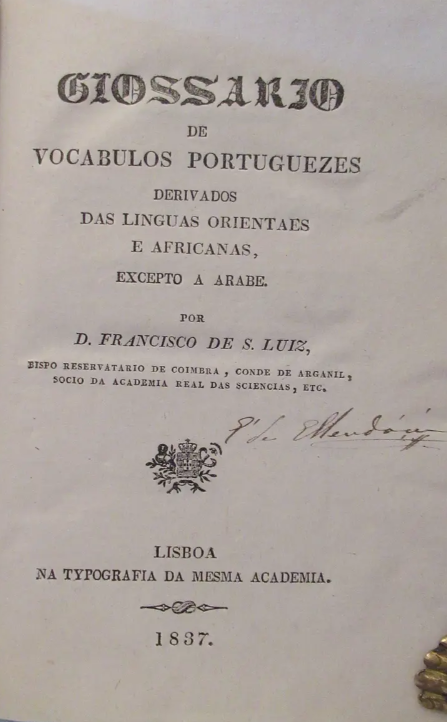 GLOSSARIO
DE
VOCABULOS PORTUGUEZES
DERIVADOS
DAS LINGUAS ORIENTAES
E AFRICANAS,
EXCEPTO A ARABE.
POR
D. FRANCISCO DE S. LUIZ,
BISPO RESERVATARIO DE COIMBRA, CONDE DE ARGANIL,
SOCIO DA ACADEMIA REAL DAS SCIENCIAS, ETC.
LISBOA
NA TYPOGRAFIA DA MESMA ACADEMIA.
1837.